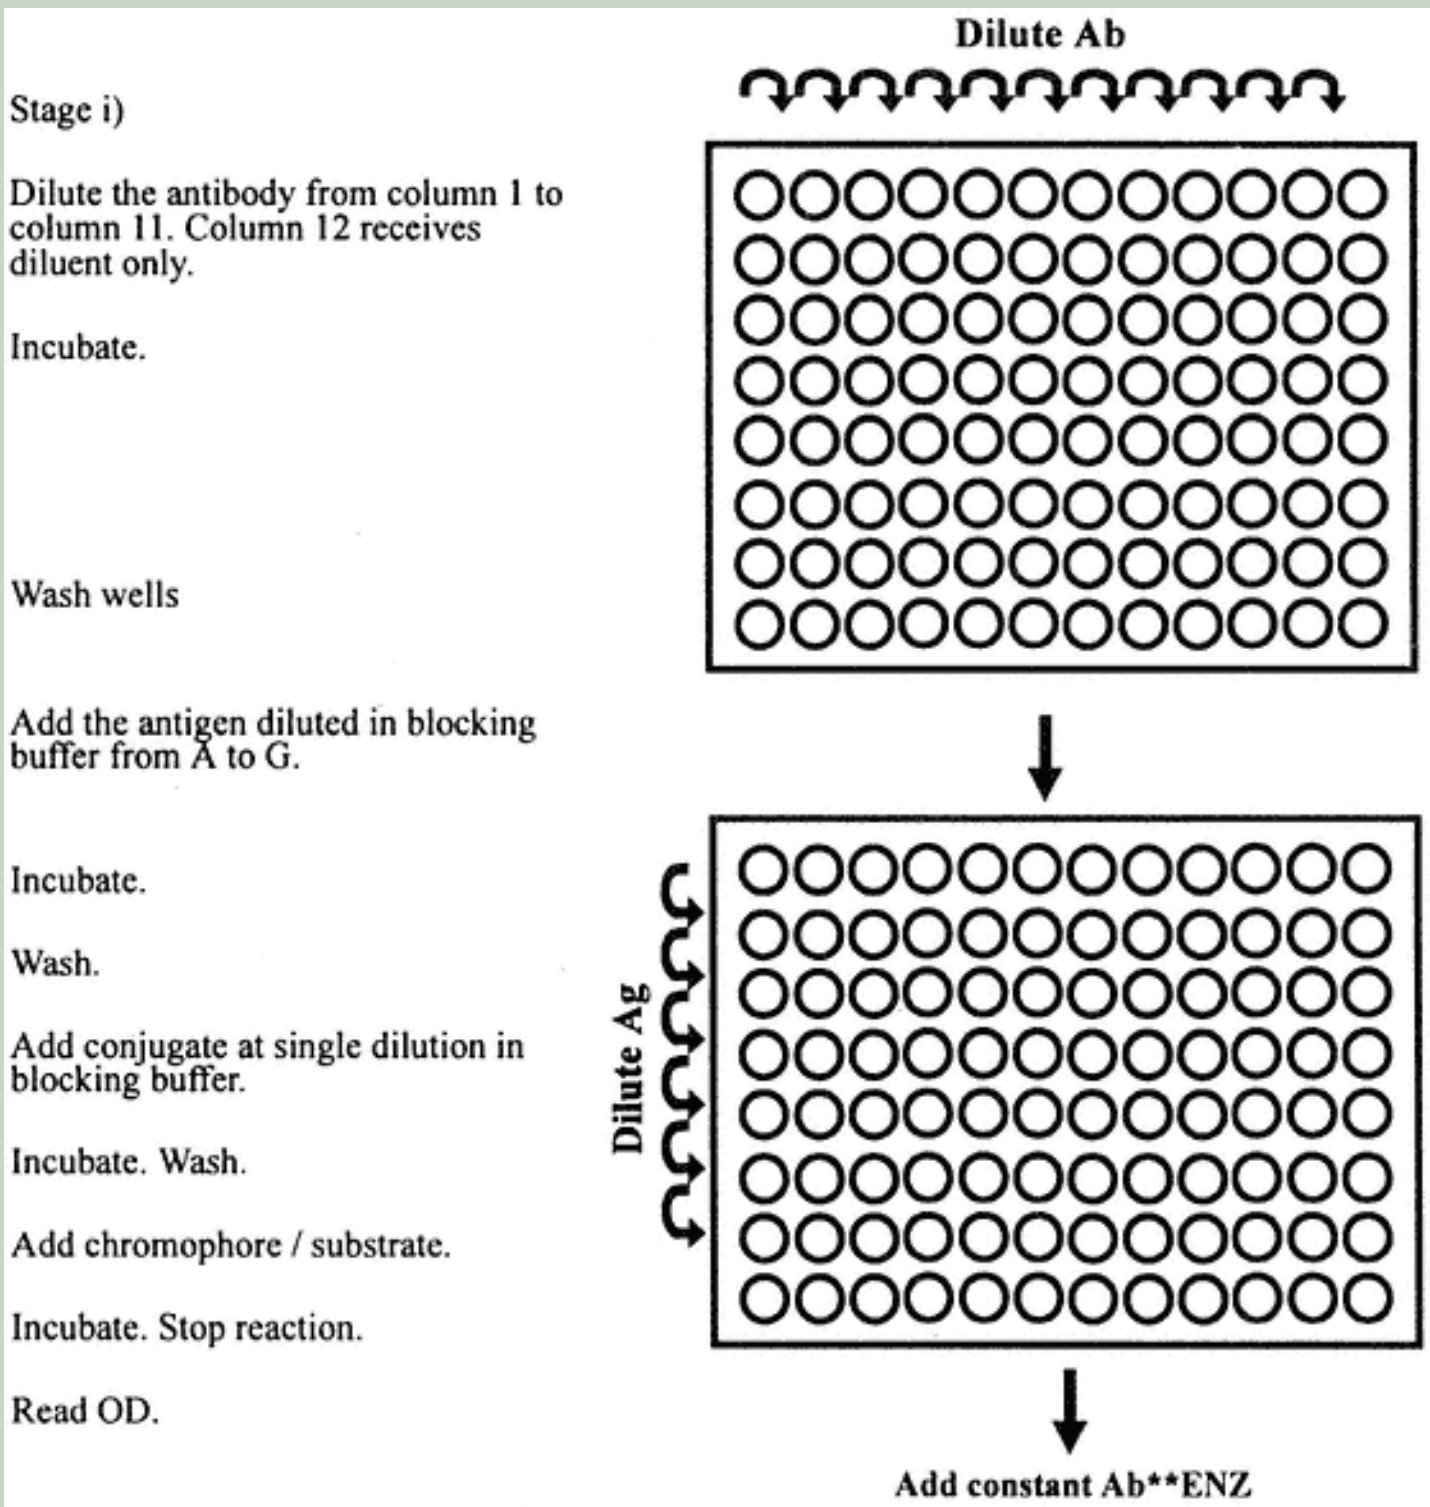 Dilute Ab
Stage i)
Dilute the antibody from column 1 to
column 11. Column 12 receives
diluent only.
Incubate.
Wash wells
Add the antigen diluted in blocking
buffer from A to G.
Incubate.
Wash.
Dilute Ag
Add conjugate at single dilution in
blocking buffer.
Incubate. Wash.
Add chromophore / substrate.
Incubate. Stop reaction.
Read OD.
Add constant Ab**ENZ